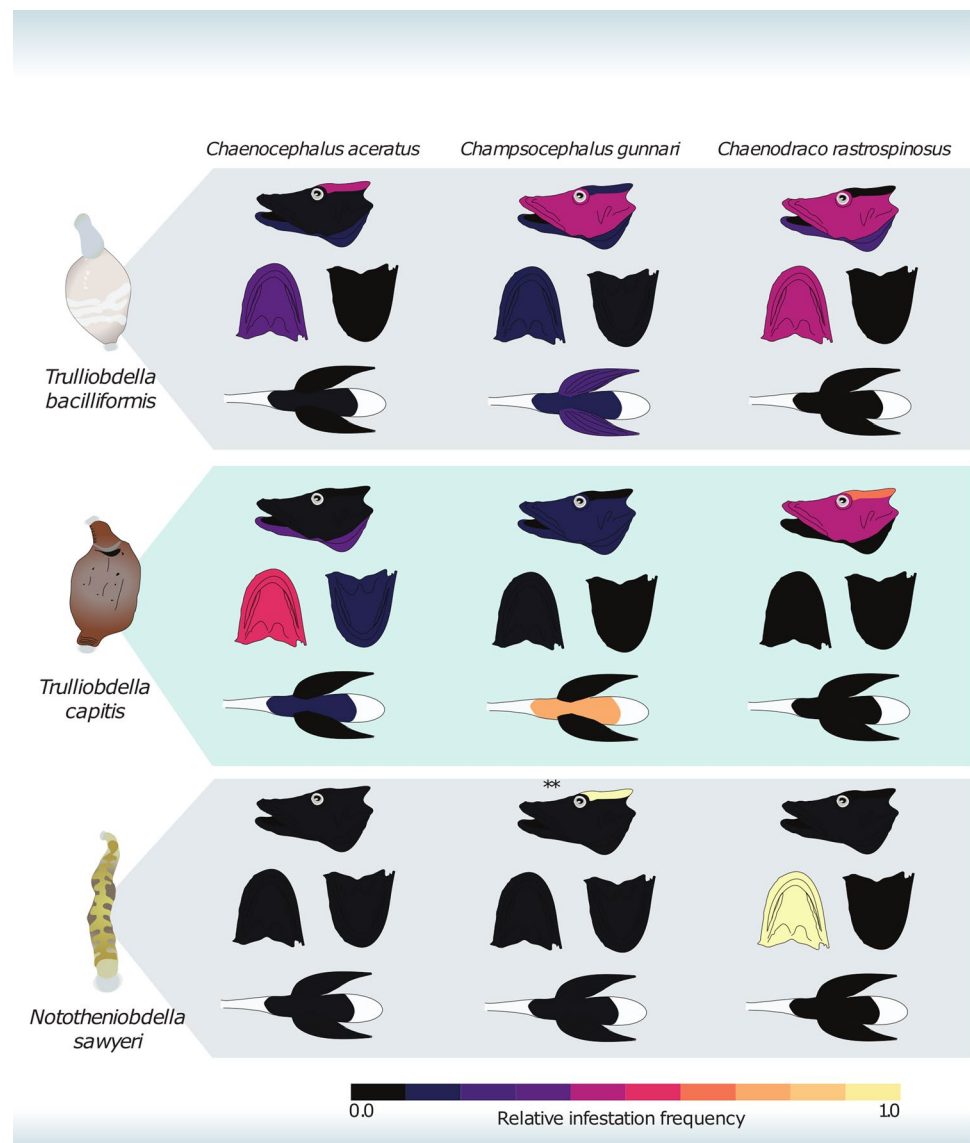 Chaenocephalus aceratus Champsocephalus gunnari Chaenodraco rastrospinosus
Trulliobdella
bacilliformis
Trulliobdella
capitis
**
Nototheniobdella
sawyeri
0.0 1.0
Relative infestation frequency